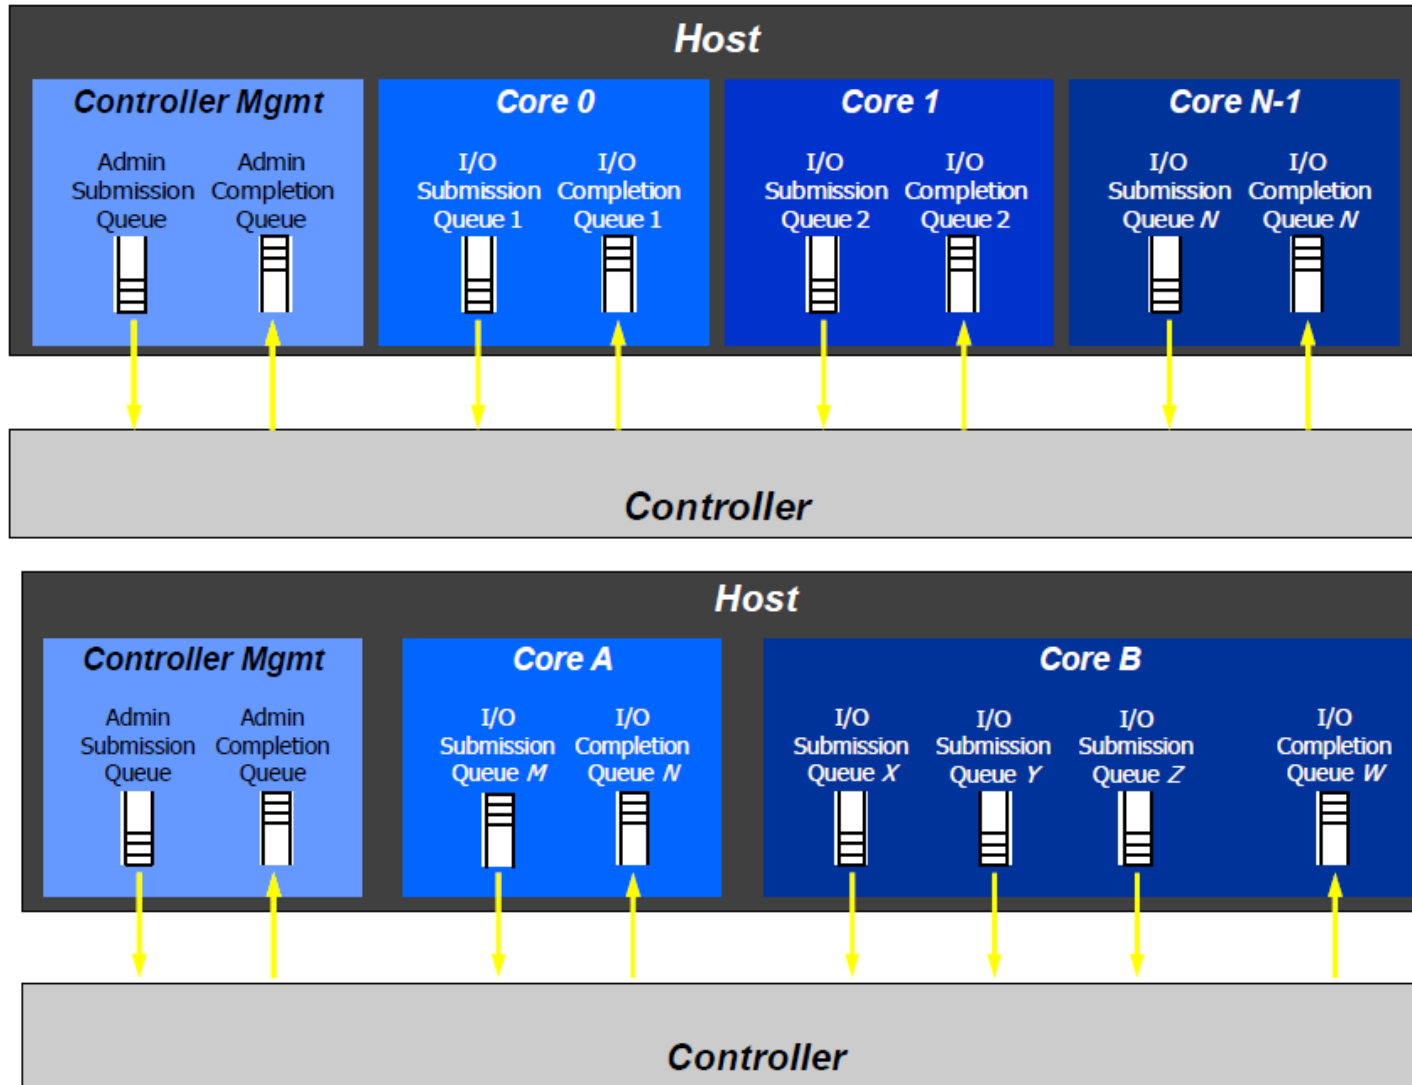 Host
Controller Mgmt
Admin
Submission
Queue
Admin
Completion
Queue
Core 0
I/O
Submission
Queue 1
I/O
Completion
Queue 1
Core 1
I/O
Submission
Queue 2
I/O
Completion
Queue 2
Core N-1
I/O
Submission
Queue N
I/O
Completion
Queue N
Controller
Host
Controller Mgmt
Admin
Submission
Queue
Admin
Completion
Queue
Core A
I/O
Submission
Queue M
I/O
Completion
Queue N
Core B
I/O
Submission
Queue X
I/O
Submission
Queue Y
I/O
Submission
Queue Z
I/O
Completion
Queue W
Controller